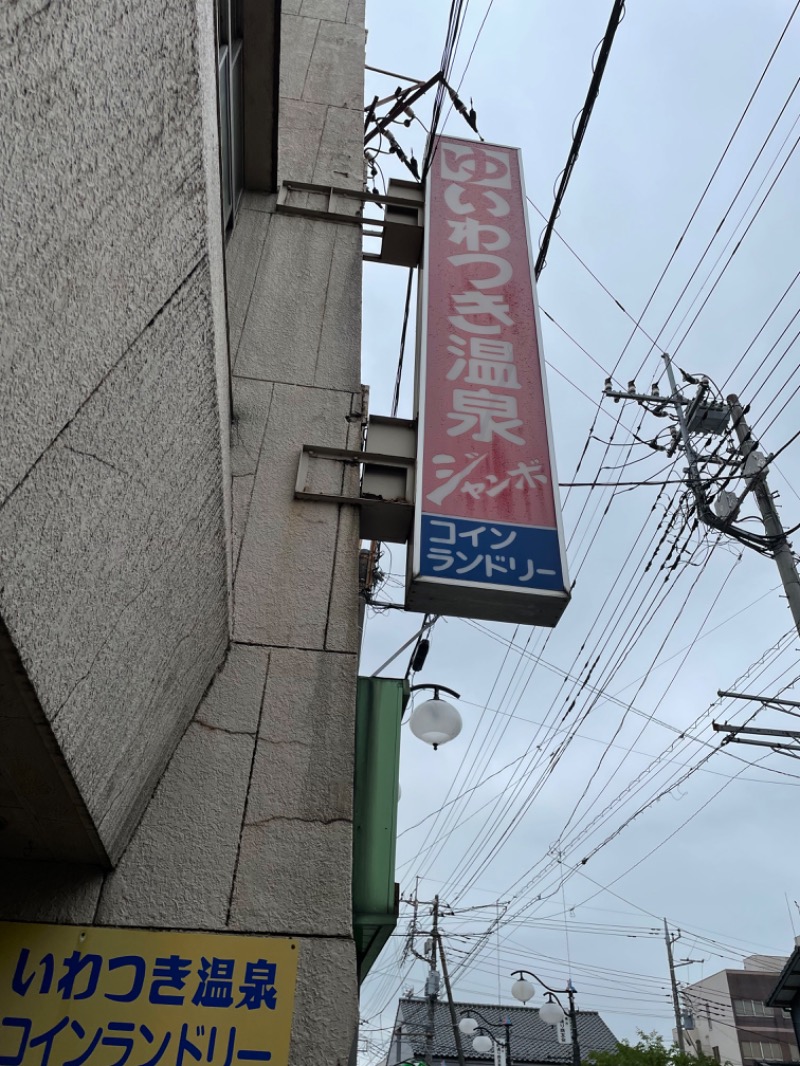 ゆいわつき温泉
ジャンボ
コイン
ランドリー
いわつき温泉
コインランドリー